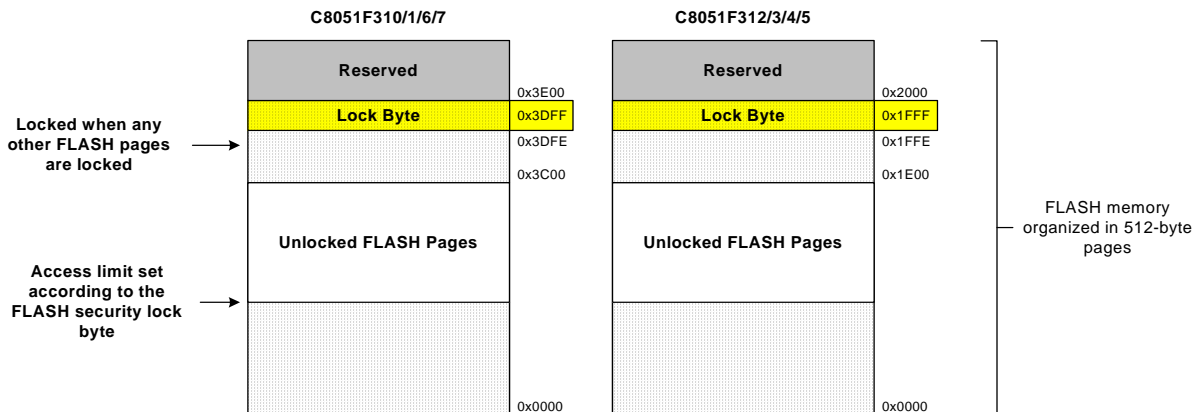 C8051F310/1/6/7
C8051F312/3/4/5
Reserved
0x3E00
Lock Byte
0x3DFF
0x3DFE
0x3C00
Unlocked FLASH Pages
0x0000
Reserved
0x2000
Lock Byte
0x1FFF
0x1FFE
0x1E00
Unlocked FLASH Pages
0x0000
Locked when any
other FLASH pages
are locked
Access limit set
according to the
FLASH security lock
byte
FLASH memory
organized in 512-byte
pages